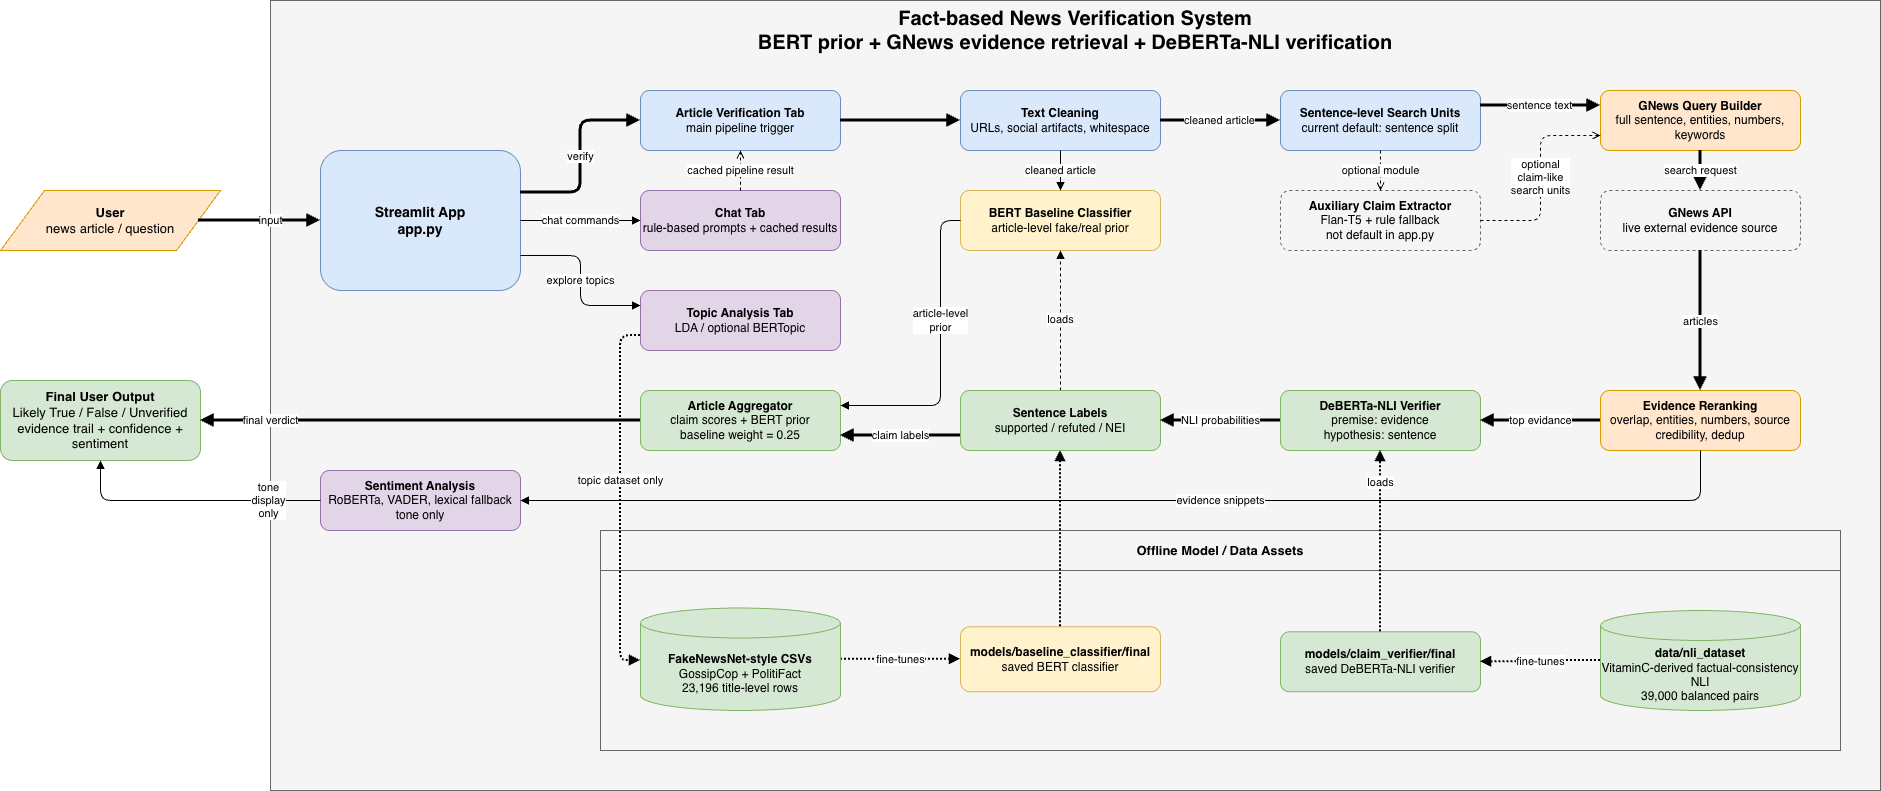 Fact-based News Verification System
BERT prior + GNews evidence retrieval + DeBERTa-NLI verification
Article Verification Tab
main pipeline trigger
Text Cleaning
URLs, social artifacts, whitespace
cleaned article
Sentence-level Search Units
current default: sentence split
sentence text
GNews Query Builder
full sentence, entities, numbers,
keywords
verify
cached pipeline result
cleaned article
optional module
optional
claim-like
search units
search request
User
news article / question
input
Streamlit App
app.py
chat commands
Chat Tab
rule-based prompts + cached results
BERT Baseline Classifier
article-level fake/real prior
Auxiliary Claim Extractor
Flan-T5 + rule fallback
not default in app.py
GNews API
live external evidence source
explore topics
Topic Analysis Tab
LDA / optional BERTopic
article-level
prior
loads
articles
Final User Output
Likely True / False / Unverified
evidence trail + confidence +
sentiment
final verdict
Article Aggregator
claim scores + BERT prior
baseline weight = 0.25
claim labels
Sentence Labels
supported / refuted / NEI
NLI probabilities
DeBERTa-NLI Verifier
premise: evidence
hypothesis: sentence
top evidence
Evidence Reranking
overlap, entities, numbers, source
credibility, dedup
tone
display
only
Sentiment Analysis
RoBERTa, VADER, lexical fallback
tone only
topic dataset only
loads
evidence snippets
Offline Model / Data Assets
FakeNewsNet-style CSVs
GossipCop + PolitiFact
23,196 title-level rows
fine-tunes
models/baseline_classifier/final
saved BERT classifier
models/claim_verifier/final
saved DeBERTa-NLI verifier
fine-tunes
data/nli_dataset
VitaminC-derived factual-consistency
NLI
39,000 balanced pairs